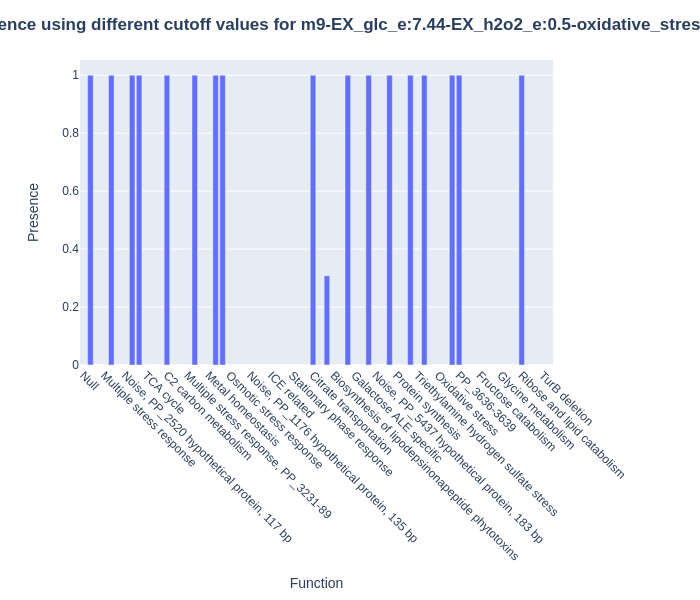 ence using different cutoff values for m9-EX_glc_e:7.44-EX_h2o2_e:0.5-oxidative_stres
Presence
1
0.8
0.6
0.4
0.2
0
Null
Multiple stress response
Noise, PP_2520 hypothetical protein, 117 bp
TCA cycle
C2 carbon metabolism
Multiple stress response, PP_3231-89
Metal homeostasis
Osmotic stress response
Noise, PP_1176 hypothetical protein, 135 bp
ICE related
Stationary phase response
Citrate transportation
Biosynthesis of lipodepsinonapeptide phytotoxins
Galactose ALE specific
Noise, PP_5437 hypothetical protein, 183 bp
Protein synthesis
Triethylamine hydrogen sulfate stress
Oxidative stress
PP_3636-3639
Fructose catabolism
Glycine metabolism
Ribose and lipid catabolism
TurB deletion
Function